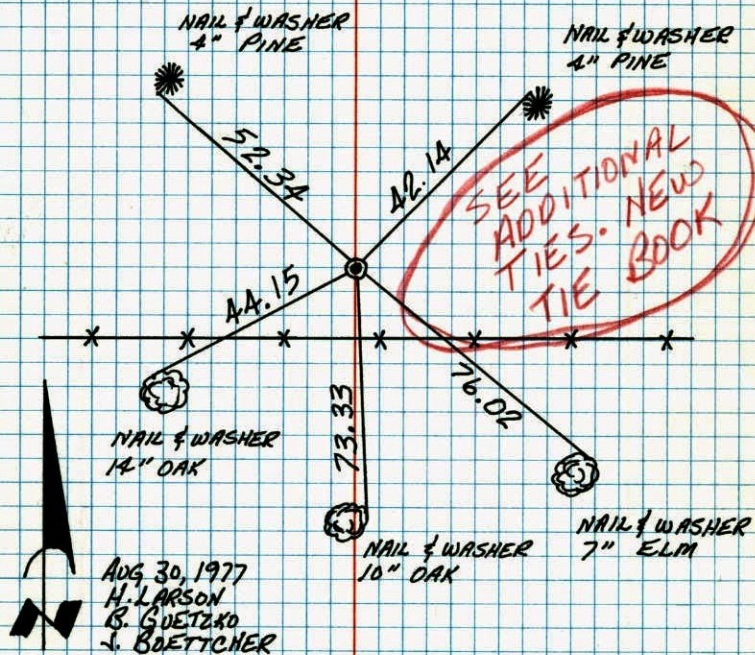 NAIL & WASHER
4" PINE
NAIL & WASHER
4" PINE
52.34
42.14
SEE
ADDITIONAL
TIES. NEW
TIE BOOK
44.15
73.33
76.02
NAIL & WASHER
14" OAK
NAIL & WASHER
10" OAK
NAIL & WASHER
7" ELM
N
AUG 30, 1977
H. LARSON
B. GUETZKO
J. BOETTCHER